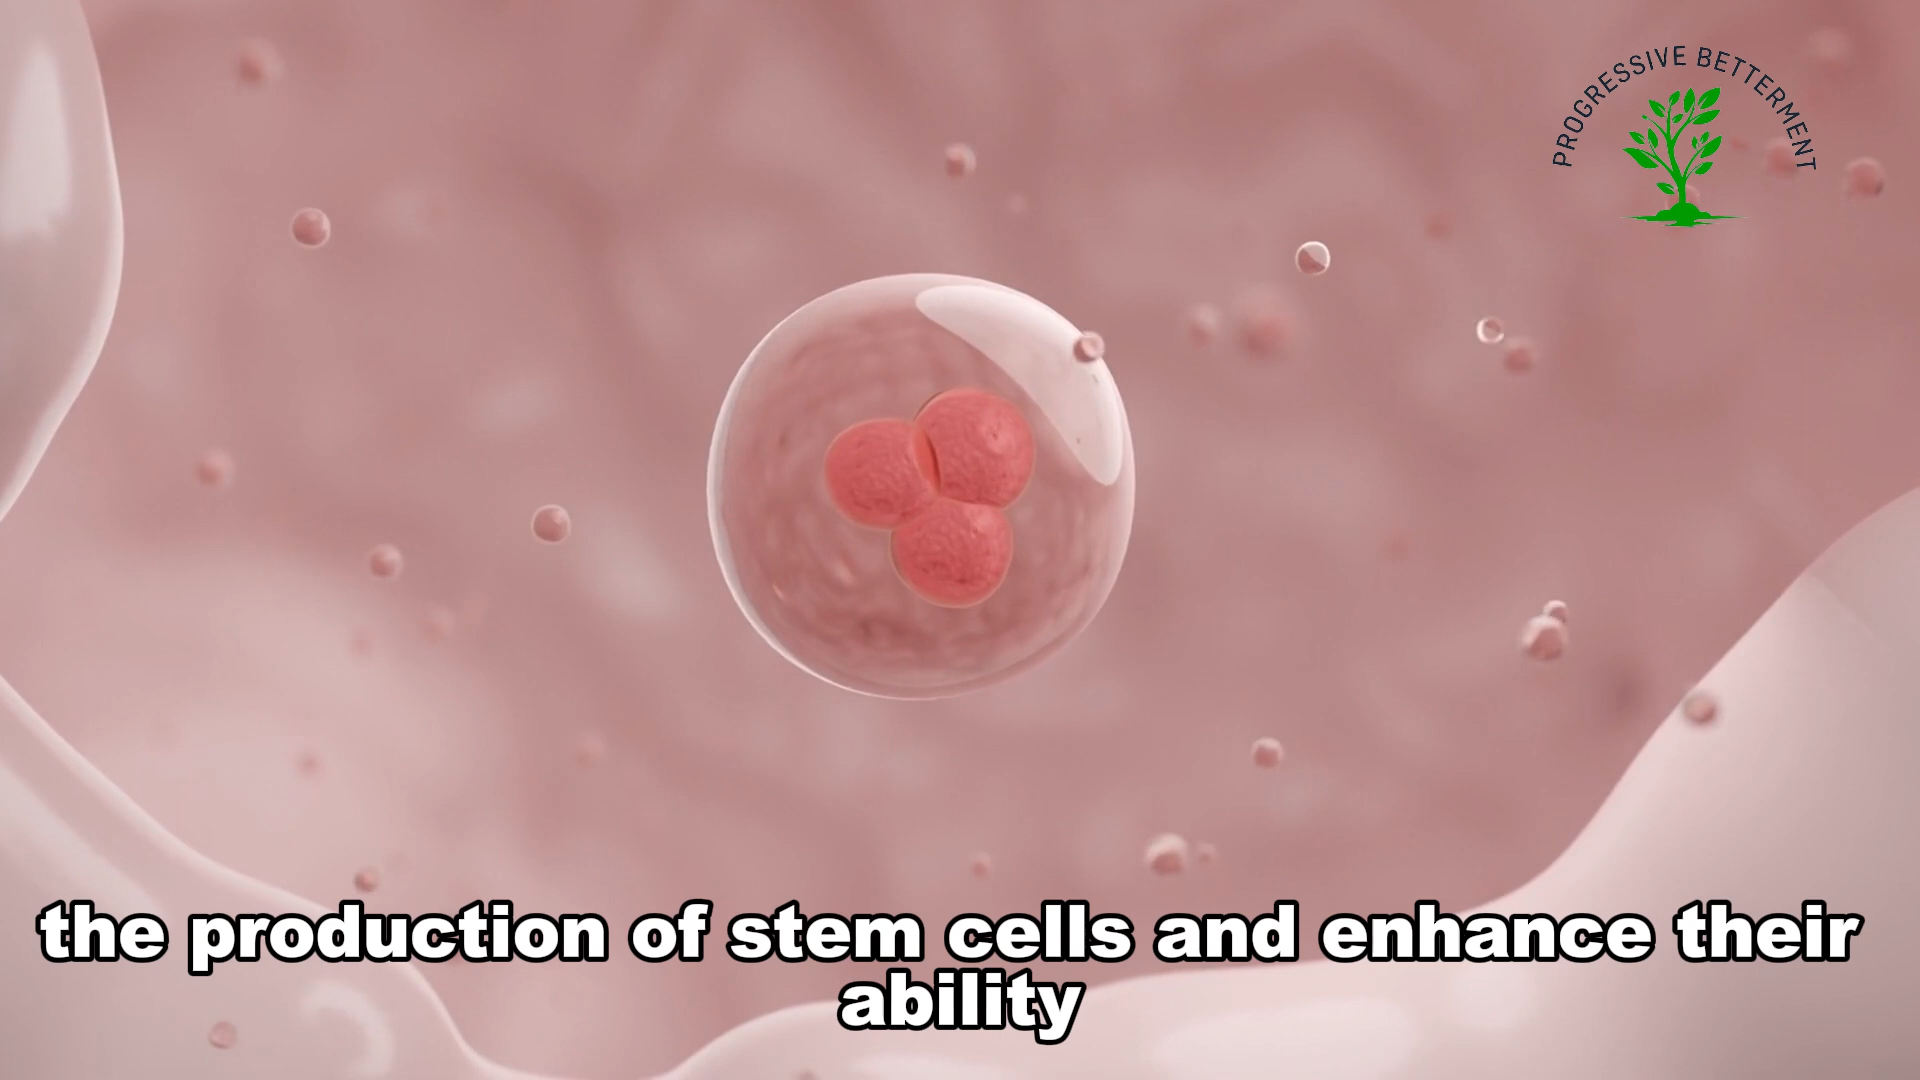 PROGRESSIVE BETTERMENT
the production of stem cells and enhance their
ability